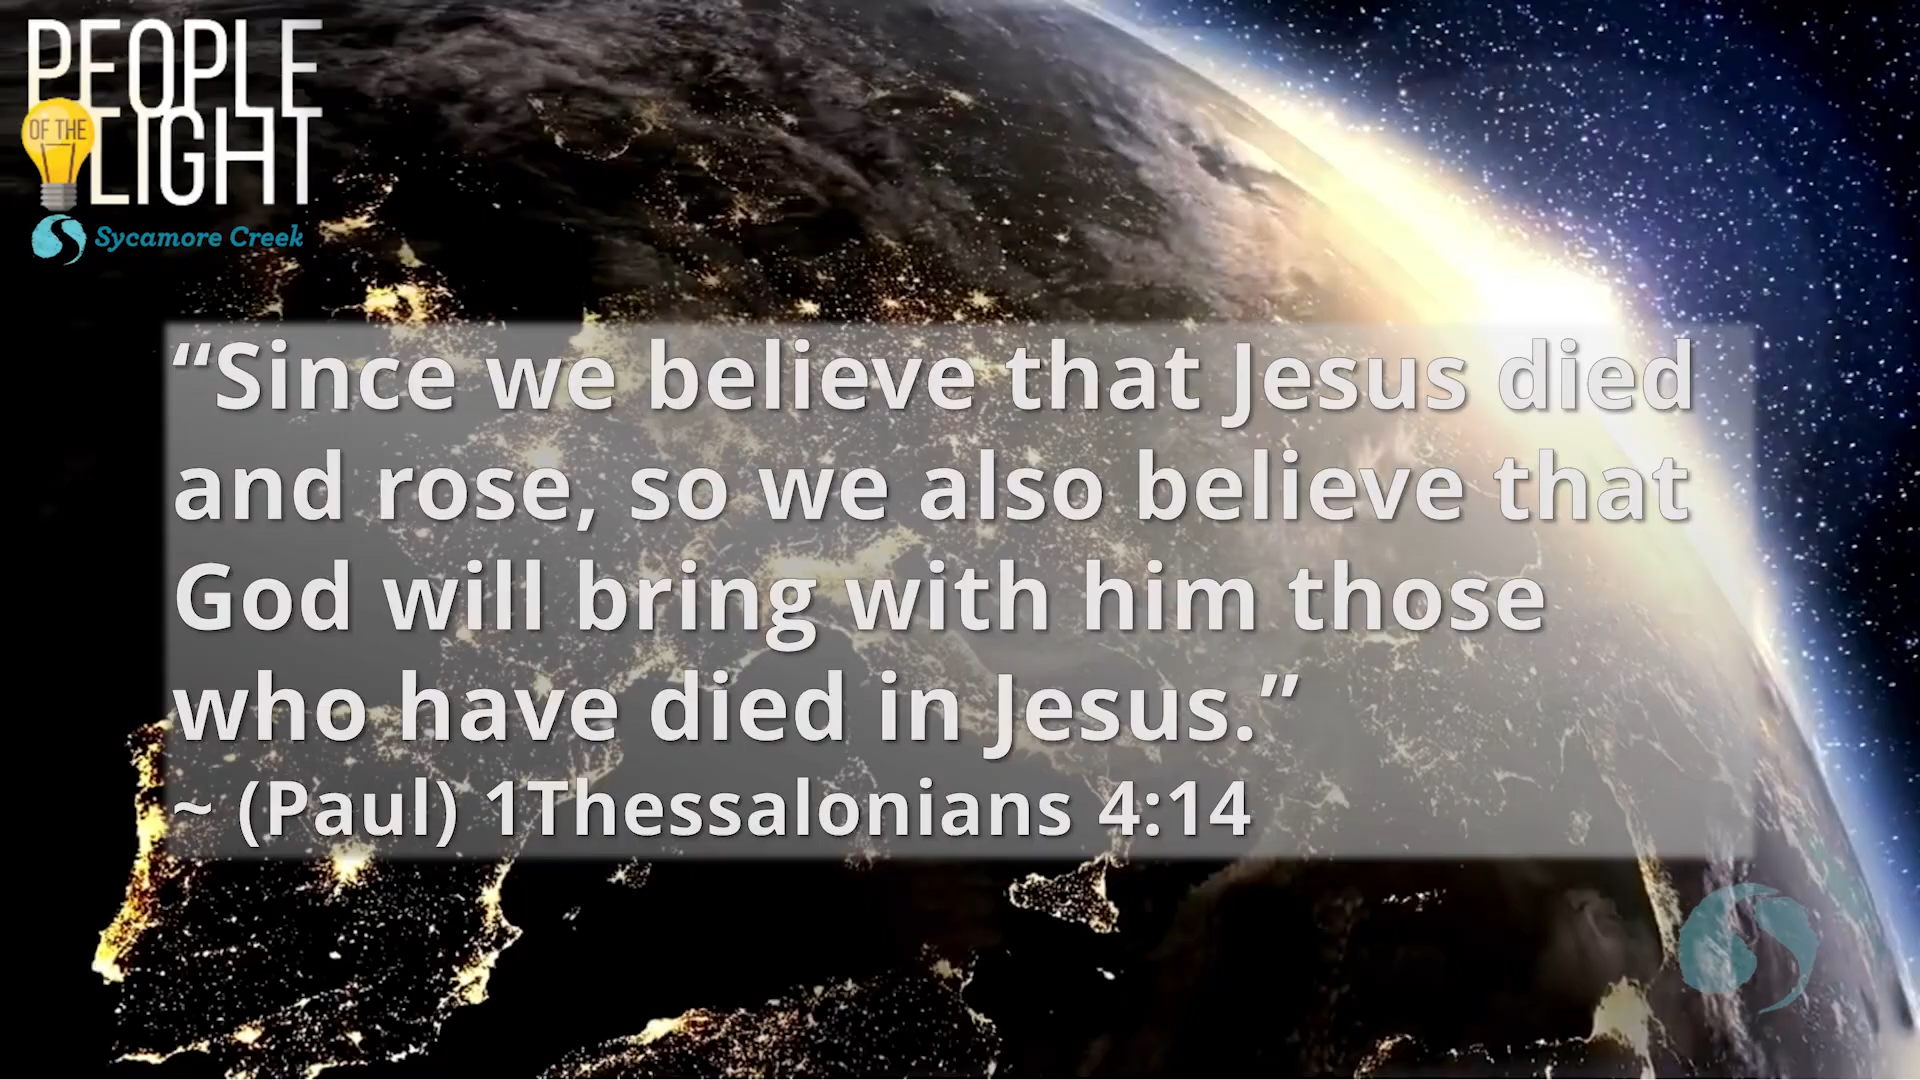 PEOPLE
OF THE
LIGHT
Sycamore Creek
“Since we believe that Jesus died
and rose, so we also believe that
God will bring with him those
who have died in Jesus.”
~ (Paul) 1Thessalonians 4:14